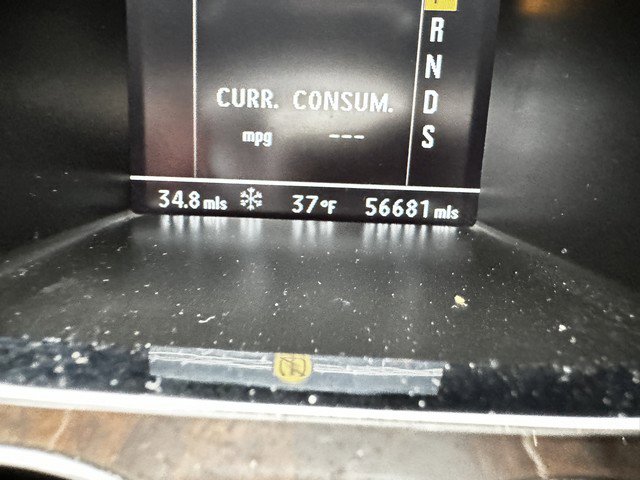 R
N
CURR. CONSUM.
D
mpg ---
S
34.8 mls 37°F 56681 mls